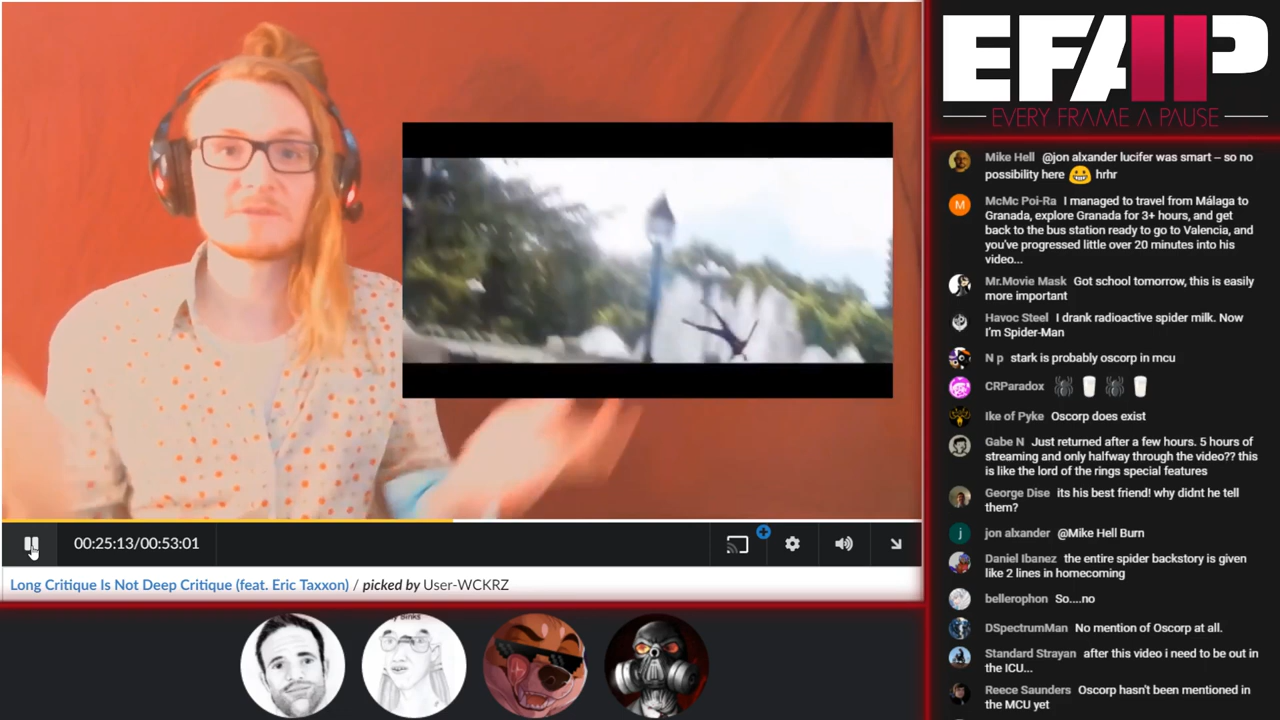 EFAP
EVERY FRAME A PAUSE
Mike Hell @jon alxander lucifer was smart – so no
possibility here 😬 hrhr
M
McMc Poi-Ra I managed to travel from Málaga to
Granada, explore Granada for 3+ hours, and get
back to the bus station ready to go to Valencia, and
you've progressed little over 20 minutes into his
video...
Mr.Movie Mask Got school tomorrow, this is easily
more important
Havoc Steel I drank radioactive spider milk. Now
I'm Spider-Man
N p stark is probably oscorp in mcu
CRParadox 🕷🥛🕷🥛
Ike of Pyke Oscorp does exist
Gabe N Just returned after a few hours. 5 hours of
streaming and only halfway through the video?? this
is like the lord of the rings special features
George Dise its his best friend! why didnt he tell
them?
j
jon alxander @Mike Hell Burn
Daniel Ibanez the entire spider backstory is given
like 2 lines in homecoming
bellerophon So....no
DSpectrumMan No mention of Oscorp at all.
Standard Strayan after this video i need to be out in
the ICU...
Reece Saunders Oscorp hasn't been mentioned in
the MCU yet
00:25:13/00:53:01
Long Critique Is Not Deep Critique (feat. Eric Taxxon) / picked by User-WCKRZ